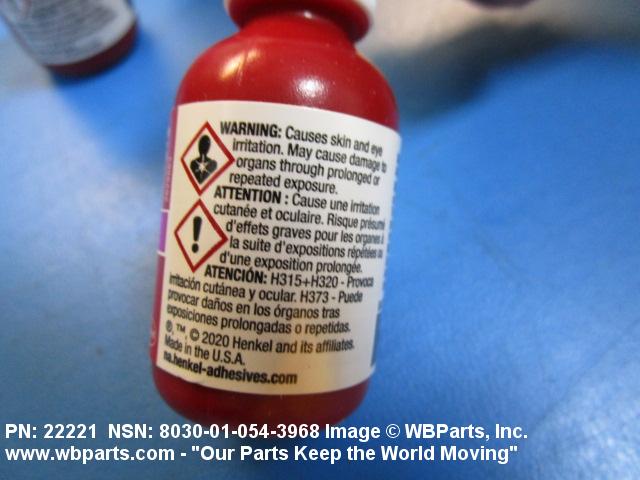 WARNING: Causes skin and eye
irritation. May cause damage to
organs through prolonged or
repeated exposure.
ATTENTION : Cause une irritation
cutanée et oculaire. Risque présumé
d'effets graves pour les organes à
la suite d'expositions répétées ou
d'une exposition prolongée.
ATENCIÓN: H315+H320 - Provoca
irritación cutánea y ocular. H373 - Puede
provocar daños en los órganos tras
exposiciones prolongadas o repetidas.
®, ™, © 2020 Henkel and its affiliates.
Made in the U.S.A.
na.henkel-adhesives.com
PN: 22221 NSN: 8030-01-054-3968 Image © WBParts, Inc.
www.wbparts.com - "Our Parts Keep the World Moving"